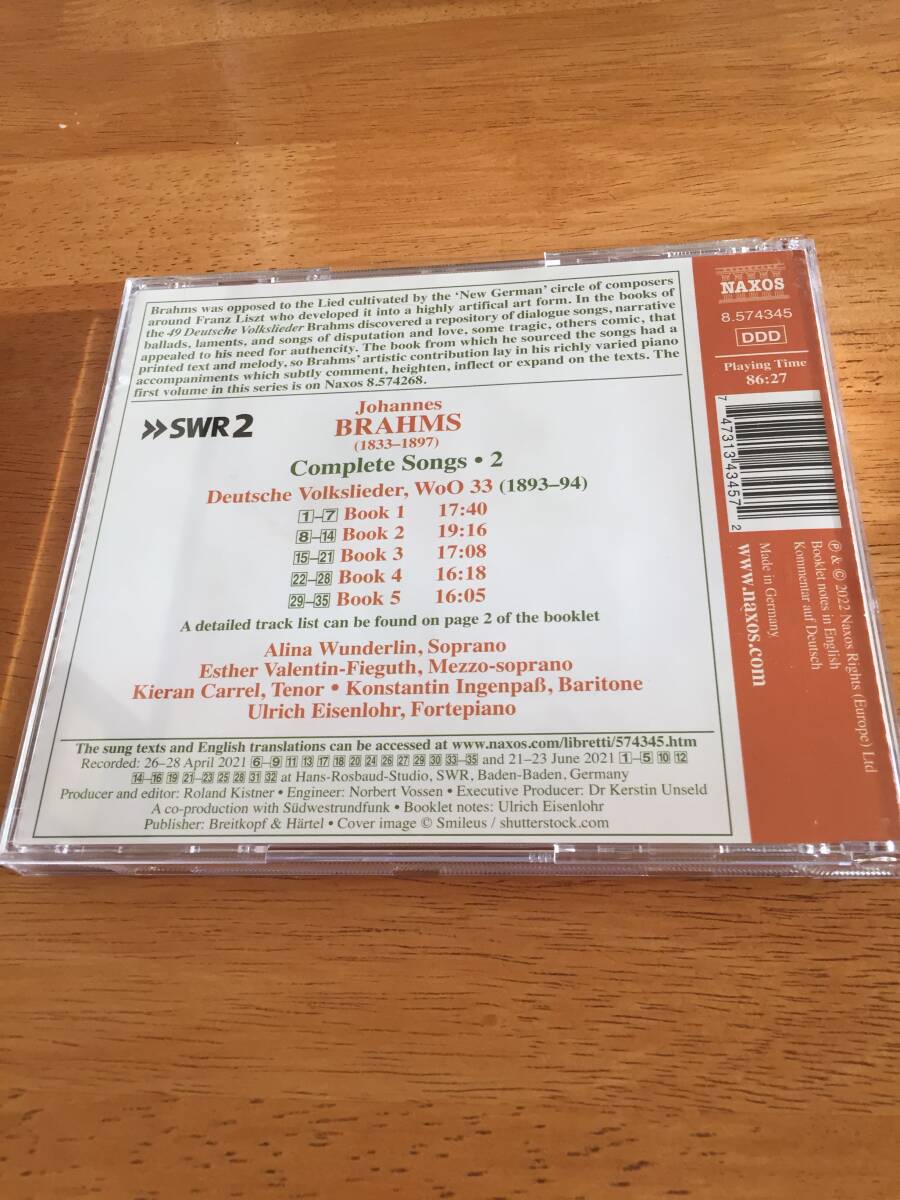 Brahms was opposed to the Lied cultivated by the 'New German' circle of composers
around Franz Liszt who developed it into a highly artifical art form. In the books of
the 49 Deutsche Volkslieder Brahms discovered a repository of dialogue songs, narrative
ballads, laments, and songs of disputation and love, some tragic, others comic, that
appealed to his need for authencity. The book from which he sourced the songs had a
printed text and melody, so Brahms' artistic contribution lay in his richly varied piano
accompaniments which subtly comment, heighten, inflect or expand on the texts. The
first volume in this series is on Naxos 8.574268.
SWR2
Johannes
BRAHMS
(1833–1897)
Complete Songs • 2
Deutsche Volkslieder, WoO 33 (1893–94)
1–7 Book 1 17:40
8–14 Book 2 19:16
15–21 Book 3 17:08
22–28 Book 4 16:18
29–35 Book 5 16:05
A detailed track list can be found on page 2 of the booklet
Alina Wunderlin, Soprano
Esther Valentin-Fieguth, Mezzo-soprano
Kieran Carrel, Tenor • Konstantin Ingenpaß, Baritone
Ulrich Eisenlohr, Fortepiano
The sung texts and English translations can be accessed at www.naxos.com/libretti/574345.htm
Recorded: 26–28 April 2021 6–9 11 13 17 18 20 24 26 27 29 30 33–35 and 21–23 June 2021 1–5 10 12
14–16 19 21–23 25 28 31 32 at Hans-Rosbaud-Studio, SWR, Baden-Baden, Germany
Producer and editor: Roland Kistner • Engineer: Norbert Vossen • Executive Producer: Dr Kerstin Unseld
A co-production with Südwestrundfunk • Booklet notes: Ulrich Eisenlohr
Publisher: Breitkopf & Härtel • Cover image © Smileus / shutterstock.com
NAXOS
8.574345
DDD
Playing Time
86:27
7 47313 43457 2
℗ & © 2022 Naxos Rights (Europe) Ltd
Booklet notes in English
Kommentar auf Deutsch
Made in Germany
www.naxos.com